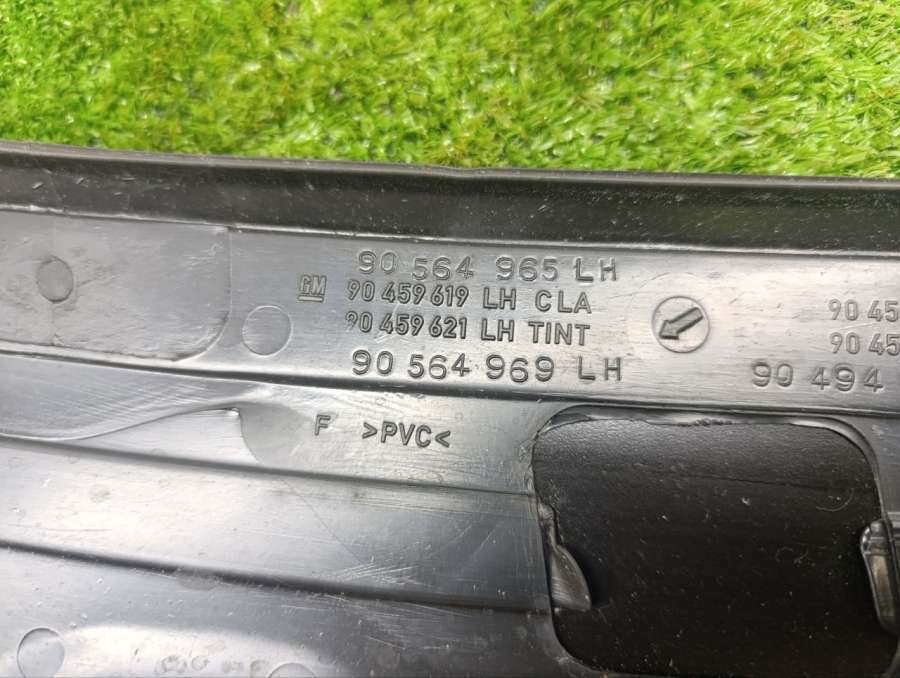 90 564 965 LH
GM 90 459 619 LH CLA
90 459 621 LH TINT
90 564 969 LH
90 45
90 45
90 494
F >PVC<